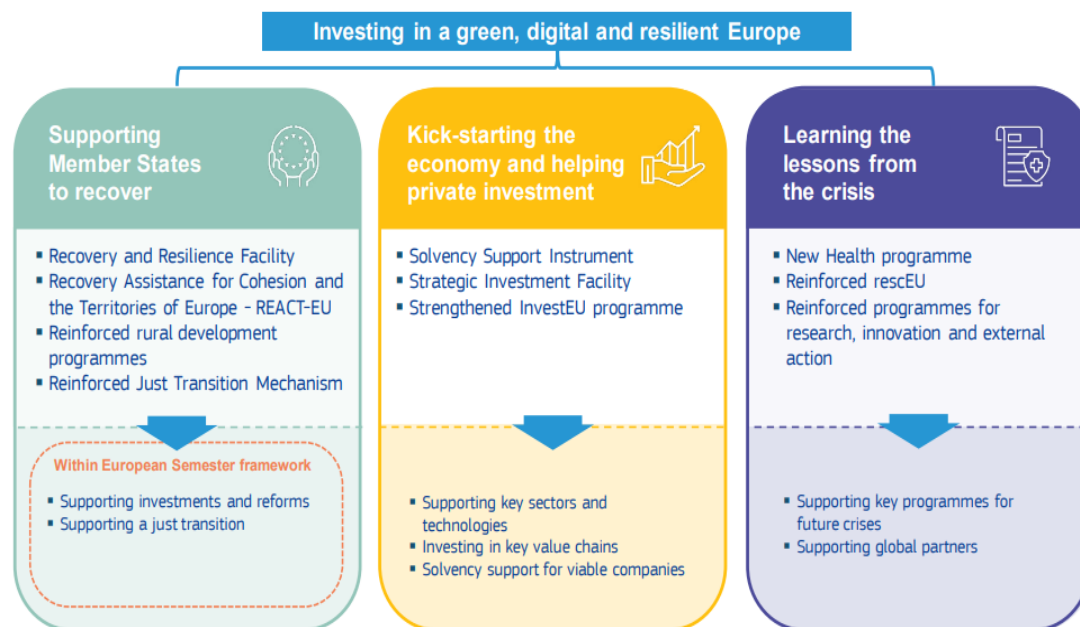 Investing in a green, digital and resilient Europe
Supporting
Member States
to recover
▪ Recovery and Resilience Facility
▪ Recovery Assistance for Cohesion and
the Territories of Europe - REACT-EU
▪ Reinforced rural development
programmes
▪ Reinforced Just Transition Mechanism
Within European Semester framework
▪ Supporting investments and reforms
▪ Supporting a just transition
Kick-starting the
economy and helping
private investment
▪ Solvency Support Instrument
▪ Strategic Investment Facility
▪ Strengthened InvestEU programme
▪ Supporting key sectors and
technologies
▪ Investing in key value chains
▪ Solvency support for viable companies
Learning the
lessons from
the crisis
▪ New Health programme
▪ Reinforced rescEU
▪ Reinforced programmes for
research, innovation and external
action
▪ Supporting key programmes for
future crises
▪ Supporting global partners